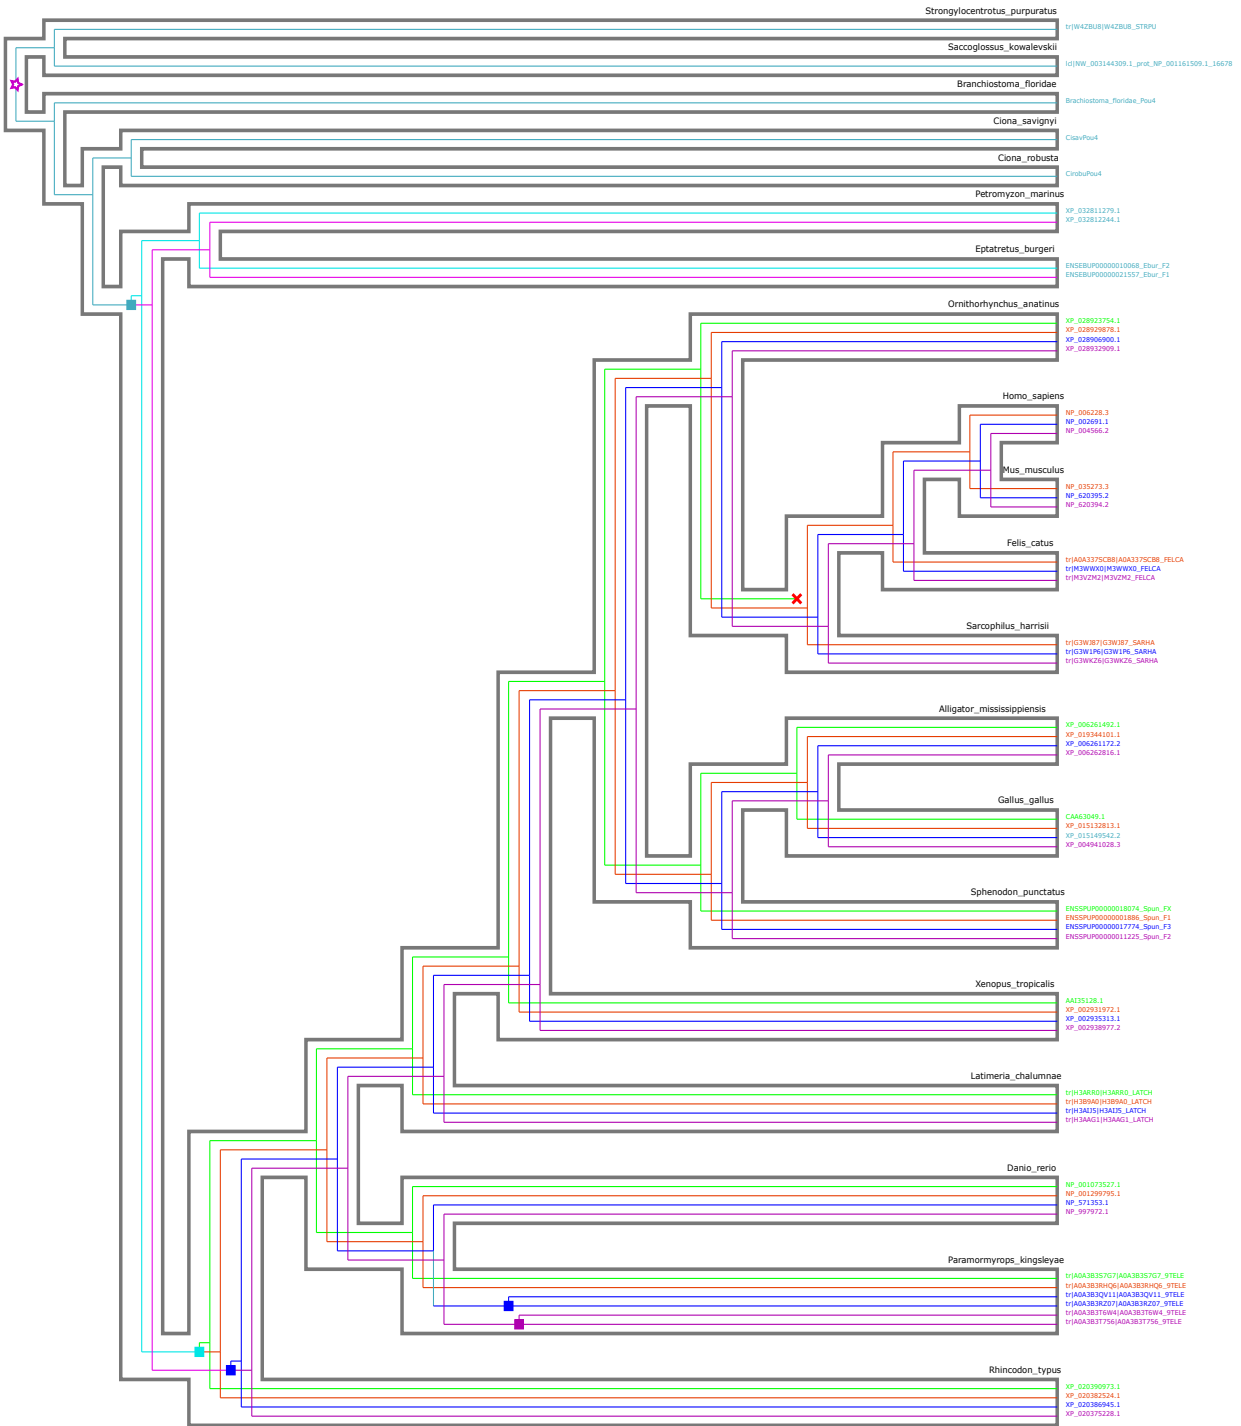 Strongylocentrotus_purpuratus
tr|W4ZBU8|W4ZBU8_STRPU
Saccoglossus_kowalevskii
lcl|NW_003144309.1_prot_NP_001161509.1_16678
Branchiostoma_floridae
Brachiostoma_floridae_Pou4
Ciona_savignyi
CisavPou4
Ciona_robusta
CirobuPou4
Petromyzon_marinus
XP_032811279.1
XP_032812244.1
Eptatretus_burgeri
ENSEBUP00000010068_Ebur_F2
ENSEBUP00000021557_Ebur_F1
Ornithorhynchus_anatinus
XP_028923754.1
XP_028929878.1
XP_028906900.1
XP_028932909.1
Homo_sapiens
NP_006228.3
NP_002691.1
NP_004566.2
Mus_musculus
NP_035273.3
NP_620395.2
NP_620394.2
Felis_catus
tr|A0A337SCB8|A0A337SCB8_FELCA
tr|M3WWX0|M3WWX0_FELCA
tr|M3VZM2|M3VZM2_FELCA
Sarcophilus_harrisii
tr|G3WJ87|G3WJ87_SARHA
tr|G3W1P6|G3W1P6_SARHA
tr|G3WKZ6|G3WKZ6_SARHA
Alligator_mississippiensis
XP_006261492.1
XP_019344101.1
XP_006261172.2
XP_006262816.1
Gallus_gallus
CAA63049.1
XP_015132813.1
XP_015149542.2
XP_004941028.3
Sphenodon_punctatus
ENSSPUP00000018074_Spun_FX
ENSSPUP00000001886_Spun_F1
ENSSPUP00000017774_Spun_F3
ENSSPUP00000011225_Spun_F2
Xenopus_tropicalis
AAI35128.1
XP_002931972.1
XP_002935313.1
XP_002938977.2
Latimeria_chalumnae
tr|H3ARR0|H3ARR0_LATCH
tr|H3B9A0|H3B9A0_LATCH
tr|H3AIJ5|H3AIJ5_LATCH
tr|H3AAG1|H3AAG1_LATCH
Danio_rerio
NP_001073527.1
NP_001299795.1
NP_571353.1
NP_997972.1
Paramormyrops_kingsleyae
tr|A0A3B3S7G7|A0A3B3S7G7_9TELE
tr|A0A3B3RHQ6|A0A3B3RHQ6_9TELE
tr|A0A3B3QV11|A0A3B3QV11_9TELE
tr|A0A3B3RZ07|A0A3B3RZ07_9TELE
tr|A0A3B3T6W4|A0A3B3T6W4_9TELE
tr|A0A3B3T756|A0A3B3T756_9TELE
Rhincodon_typus
XP_020390973.1
XP_020382524.1
XP_020386945.1
XP_020375228.1